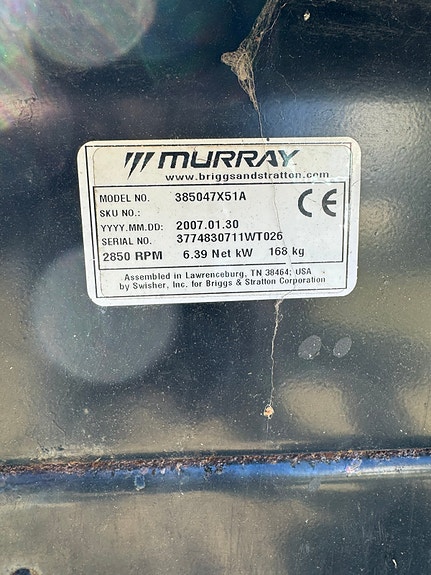 MURRAY
www.briggsandstratton.com
MODEL NO. 385047X51A
SKU NO.:
YYYY.MM.DD: 2007.01.30
SERIAL NO. 3774830711WT026
2850 RPM 6.39 Net kW 168 kg
CE
Assembled in Lawrenceburg, TN 38464; USA
by Swisher, Inc. for Briggs & Stratton Corporation